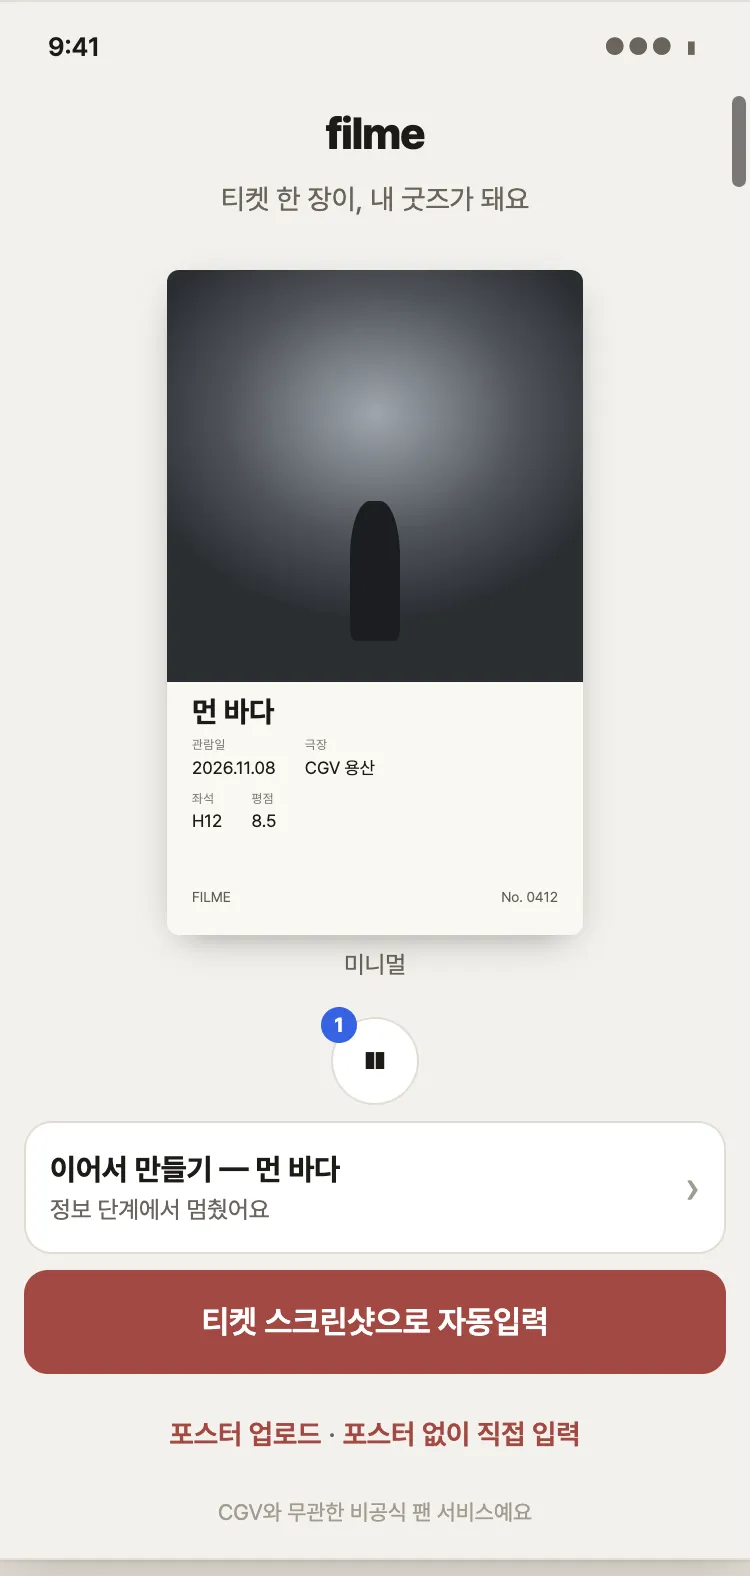 9:41
filme
티켓 한 장이, 내 굿즈가 돼요
먼 바다
관람일 극장
2026.11.08 CGV 용산
좌석 평점
H12 8.5
FILME No. 0412
미니멀
1
이어서 만들기 — 먼 바다
정보 단계에서 멈췄어요
티켓 스크린샷으로 자동입력
포스터 업로드 · 포스터 없이 직접 입력
CGV와 무관한 비공식 팬 서비스예요